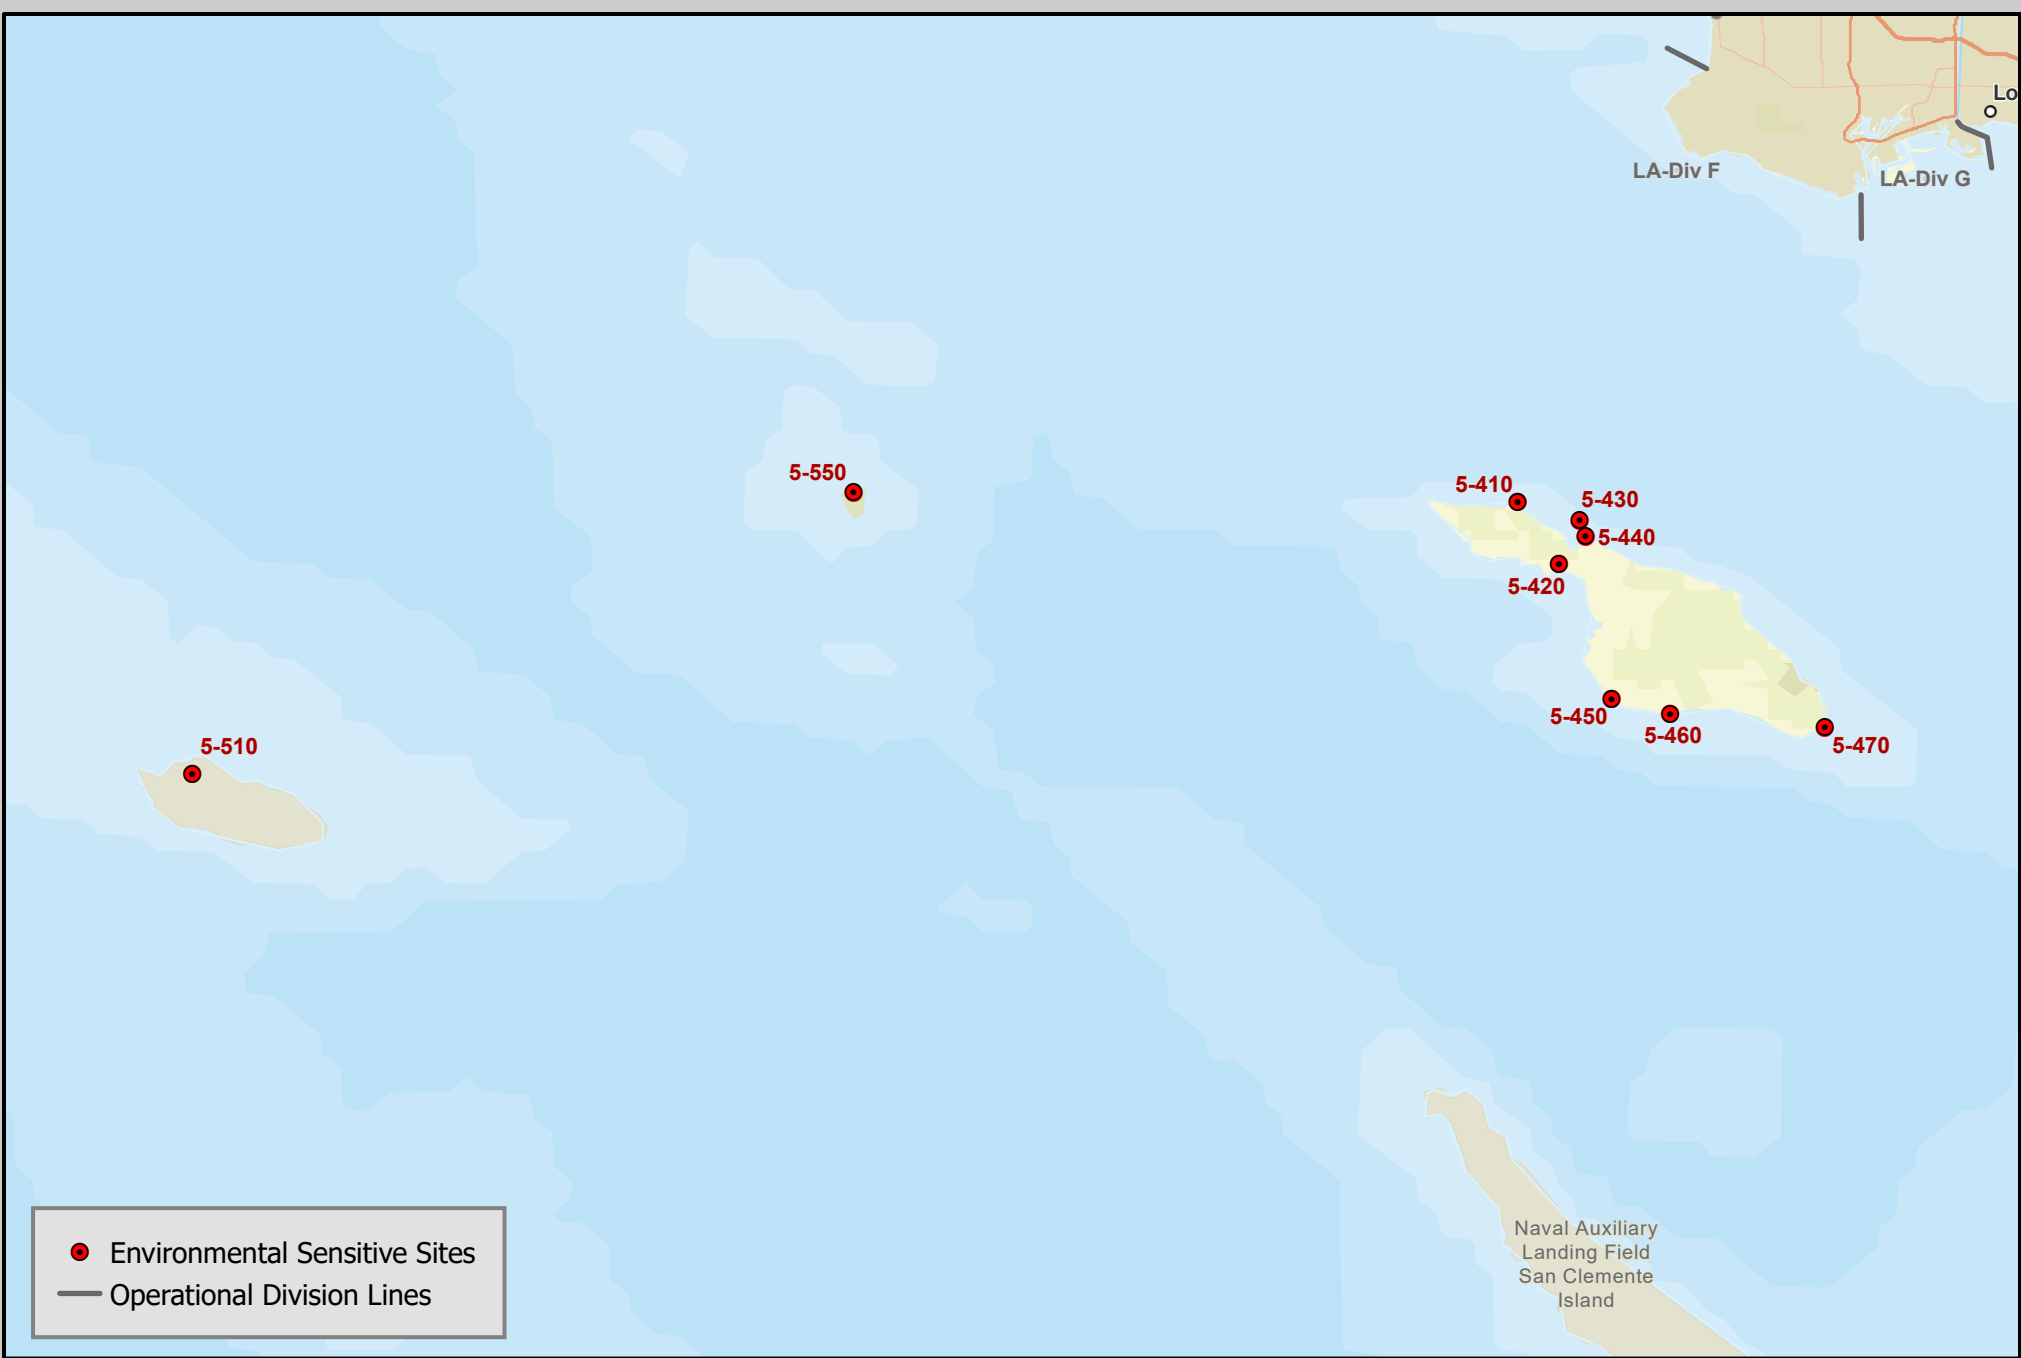 Lo
LA-Div F
LA-Div G
5-550
5-410
5-430
5-440
5-420
5-450
5-460
5-470
5-510
Naval Auxiliary
Landing Field
San Clemente
Island
Environmental Sensitive Sites
Operational Division Lines